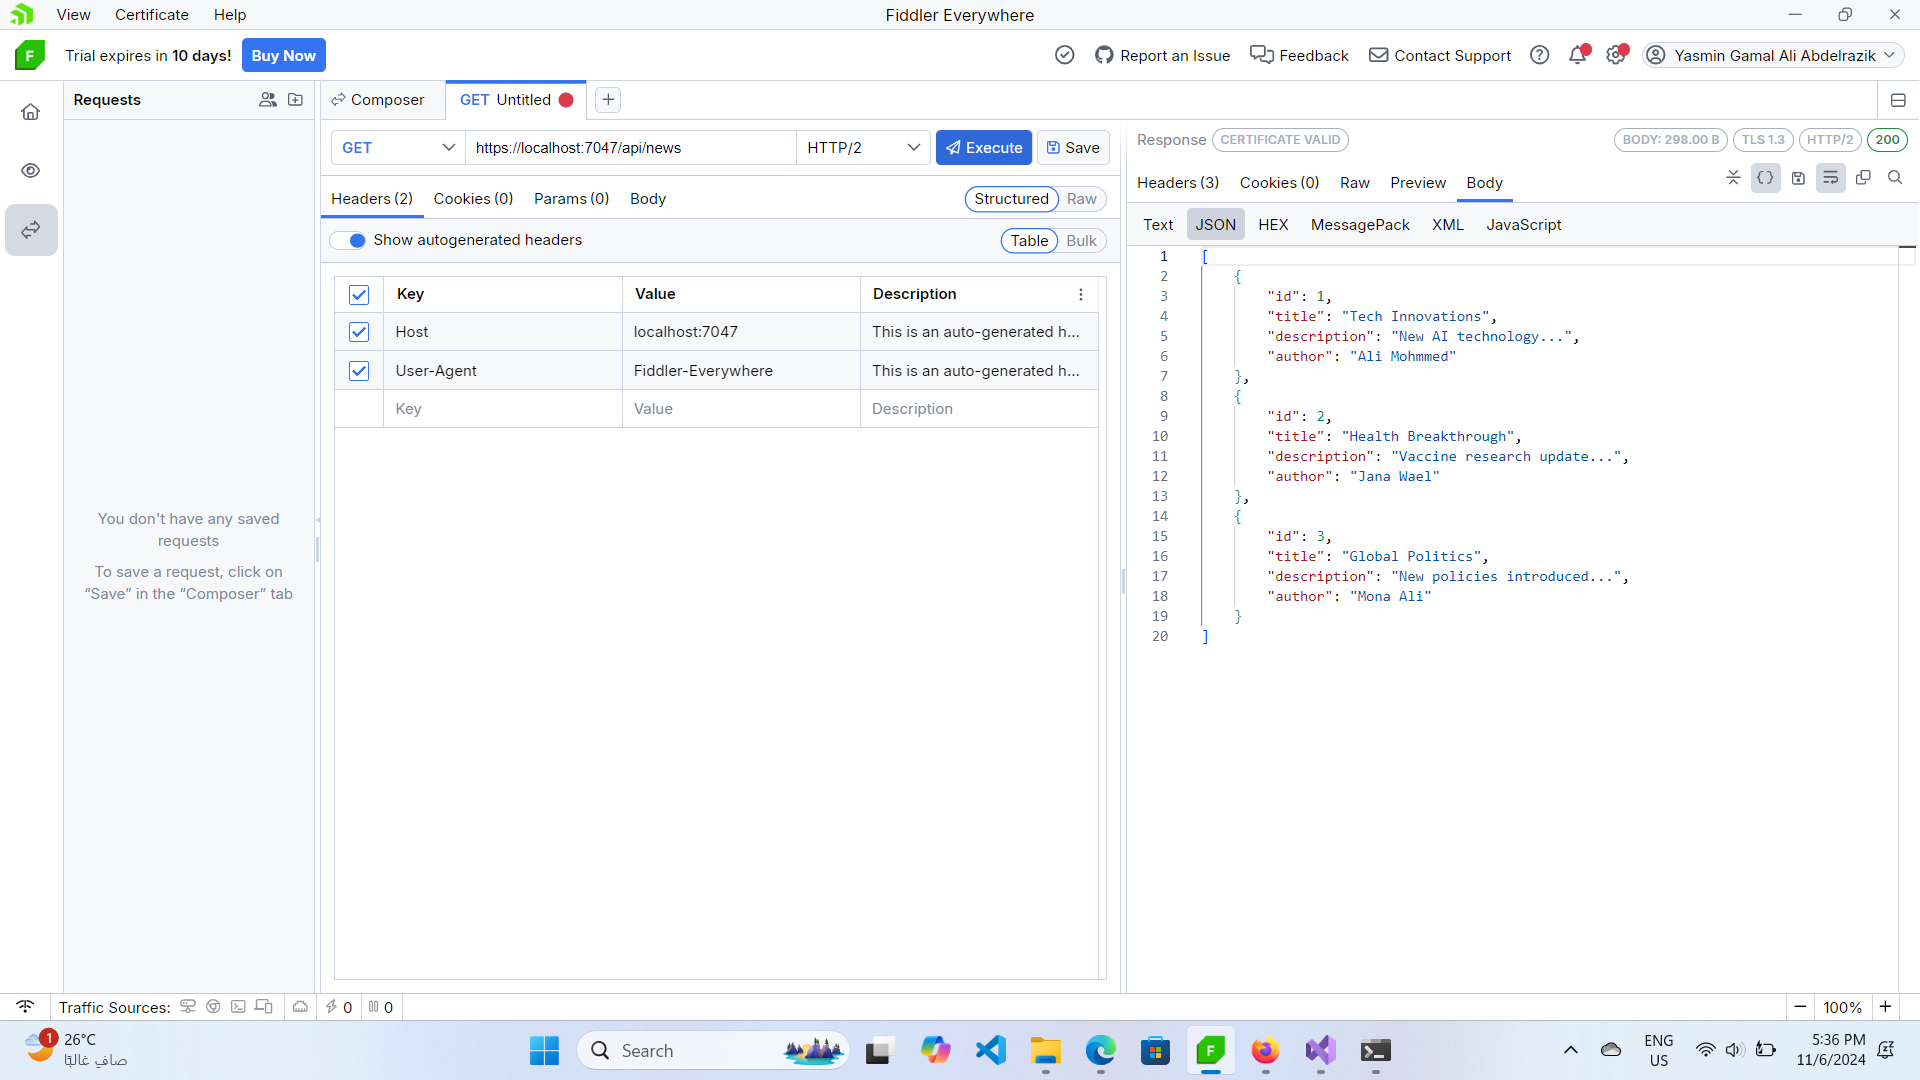 View Certificate Help Fiddler Everywhere
F Trial expires in 10 days! Buy Now Report an Issue Feedback Contact Support Yasmin Gamal Ali Abdelrazik
Requests
Composer GET Untitled +
GET https://localhost:7047/api/news HTTP/2 Execute Save
Headers (2) Cookies (0) Params (0) Body Structured Raw
Show autogenerated headers Table Bulk
Key Value Description
Host localhost:7047 This is an auto-generated h...
User-Agent Fiddler-Everywhere This is an auto-generated h...
Key Value Description
You don't have any saved
requests
To save a request, click on
“Save” in the “Composer” tab
Response CERTIFICATE VALID BODY: 298.00 B TLS 1.3 HTTP/2 200
Headers (3) Cookies (0) Raw Preview Body
Text JSON HEX MessagePack XML JavaScript
1 [
2 {
3 "id": 1,
4 "title": "Tech Innovations",
5 "description": "New AI technology...",
6 "author": "Ali Mohmmed"
7 },
8 {
9 "id": 2,
10 "title": "Health Breakthrough",
11 "description": "Vaccine research update...",
12 "author": "Jana Wael"
13 },
14 {
15 "id": 3,
16 "title": "Global Politics",
17 "description": "New policies introduced...",
18 "author": "Mona Ali"
19 }
20 ]
Traffic Sources: 0 0 100%
1 26°C
صافٍ غالبًا
Search
F
ENG
US
5:36 PM
11/6/2024